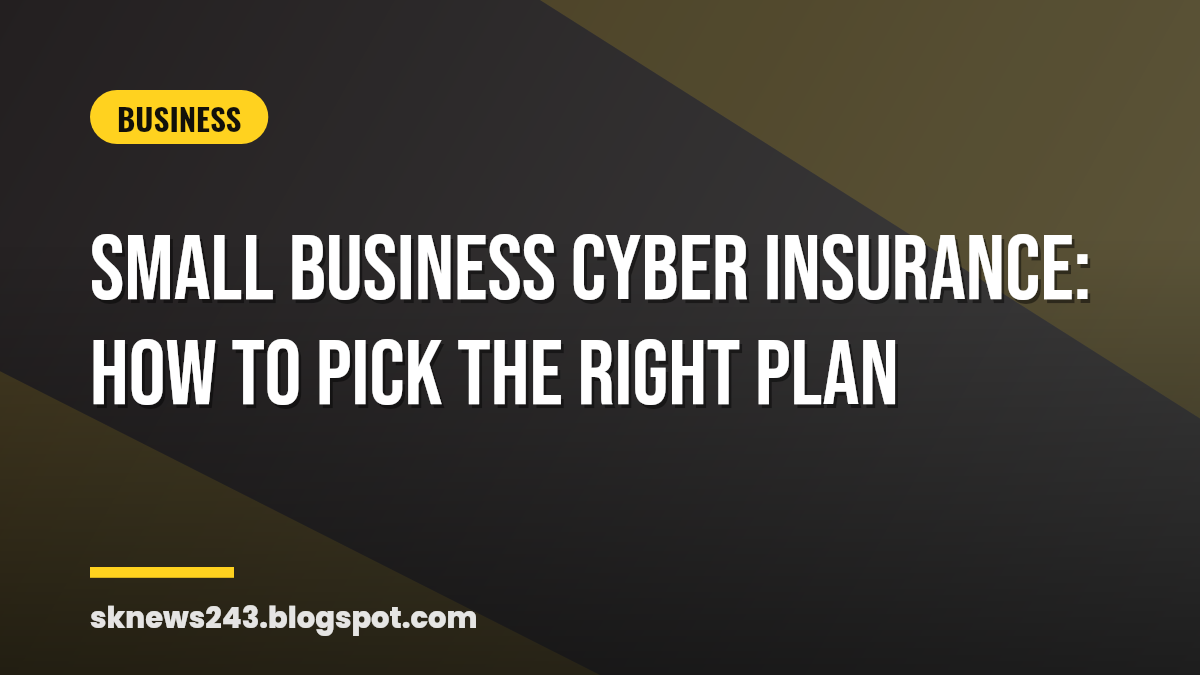 BUSINESS
SMALL BUSINESS CYBER INSURANCE:
HOW TO PICK THE RIGHT PLAN
sknews243.blogspot.com